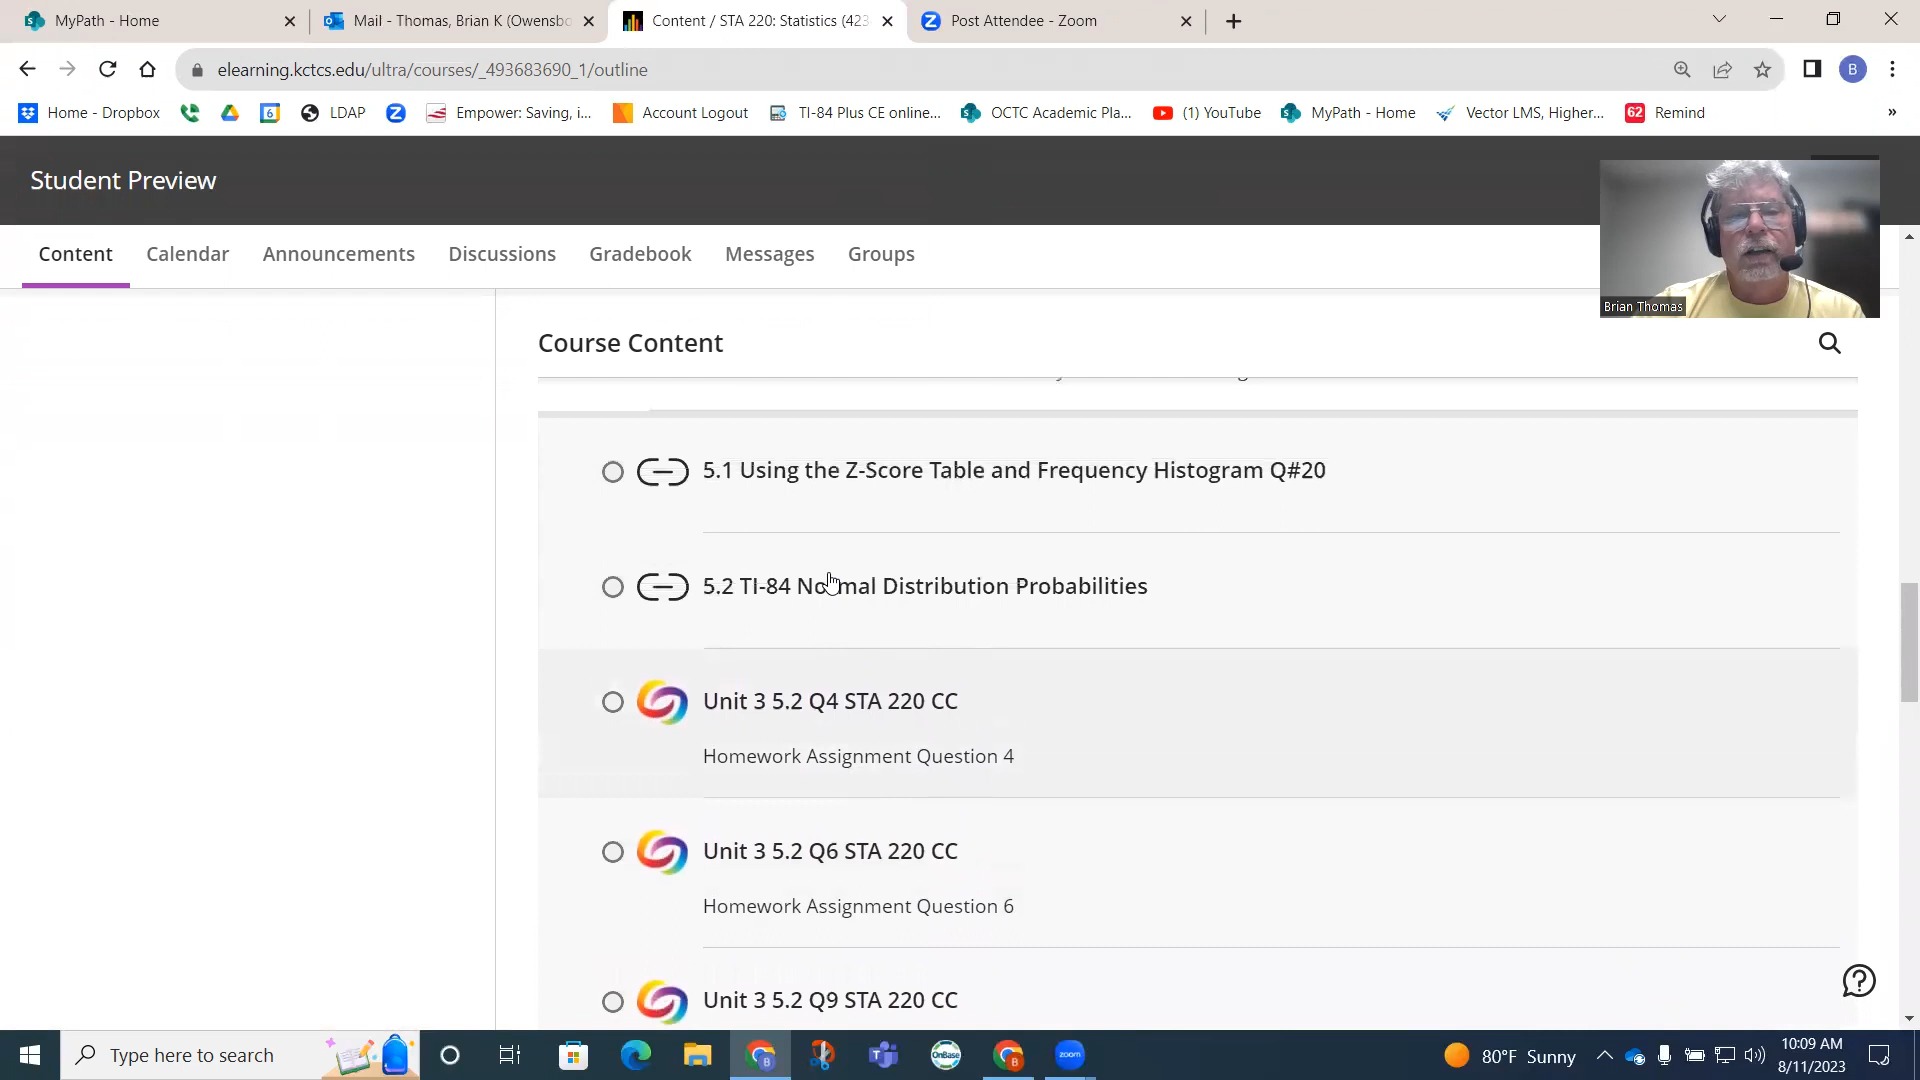 MyPath - Home
Mail - Thomas, Brian K (Owensbo
Content / STA 220: Statistics (423
Post Attendee - Zoom
elearning.kctcs.edu/ultra/courses/_493683690_1/outline
B
Home - Dropbox
LDAP
Empower: Saving, i...
Account Logout
TI-84 Plus CE online...
OCTC Academic Pla...
(1) YouTube
MyPath - Home
Vector LMS, Higher...
62 Remind
»
Student Preview
Brian Thomas
Content
Calendar
Announcements
Discussions
Gradebook
Messages
Groups
Course Content
5.1 Using the Z-Score Table and Frequency Histogram Q#20
5.2 TI-84 Normal Distribution Probabilities
Unit 3 5.2 Q4 STA 220 CC
Homework Assignment Question 4
Unit 3 5.2 Q6 STA 220 CC
Homework Assignment Question 6
Unit 3 5.2 Q9 STA 220 CC
Type here to search
OnBase
zoom
80°F Sunny
10:09 AM
8/11/2023